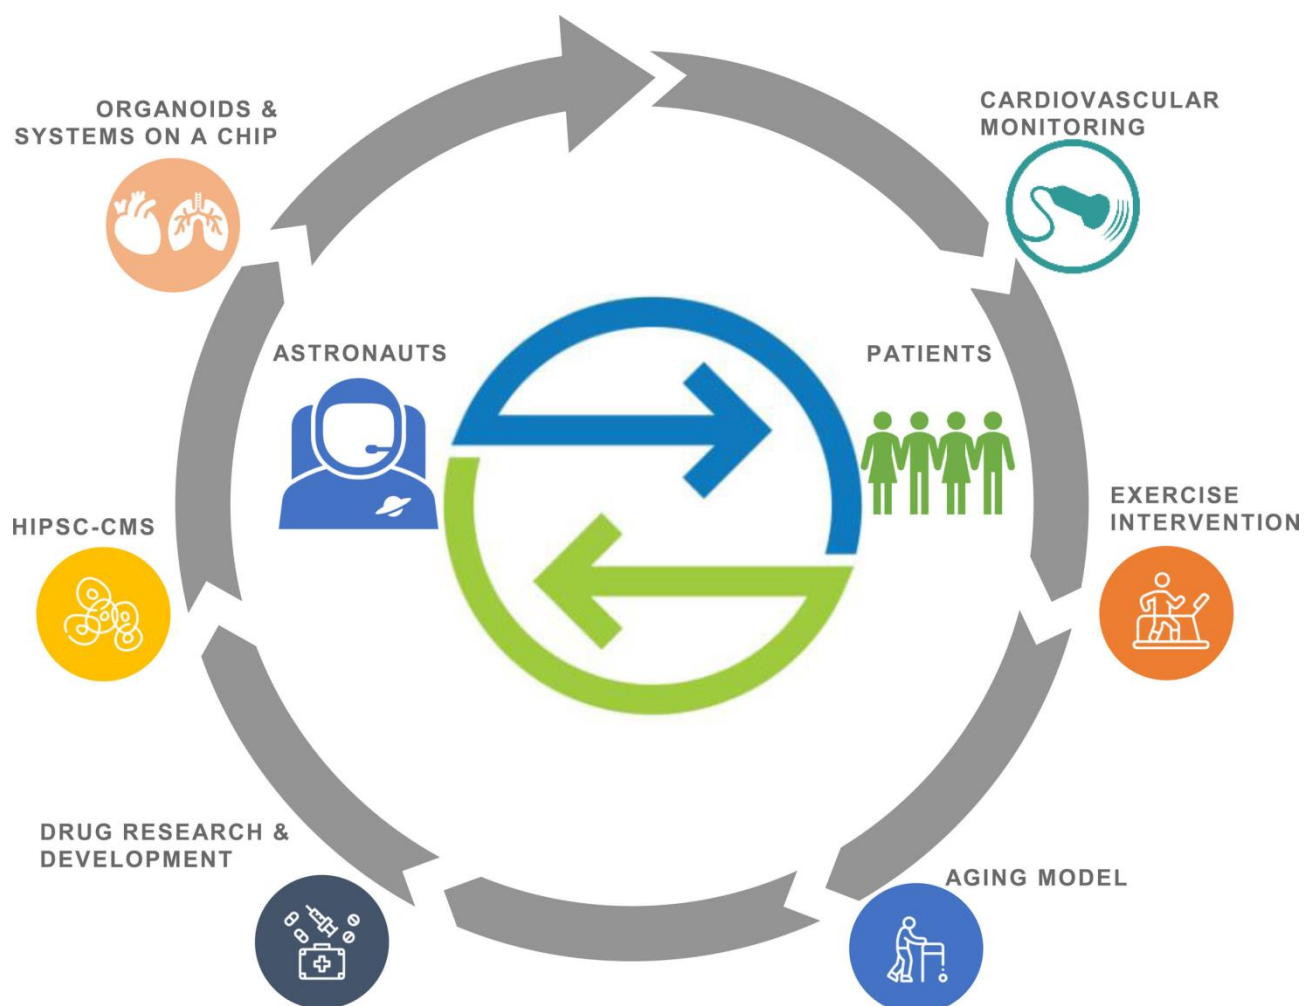 ORGANOIDS &
SYSTEMS ON A CHIP
CARDIOVASCULAR
MONITORING
ASTRONAUTS
PATIENTS
HIPSC-CMS
EXERCISE
INTERVENTION
DRUG RESEARCH &
DEVELOPMENT
AGING MODEL